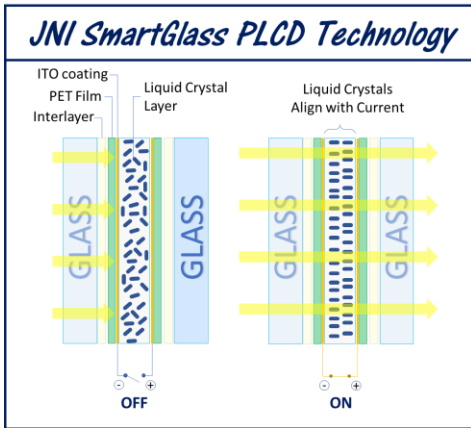 JNI SmartGlass PLCD Technology
ITO coating
PET Film
Interlayer
Liquid Crystal
Layer
Liquid Crystals
Align with Current
GLASS
GLASS
GLASS
GLASS
- +
- +
OFF
ON